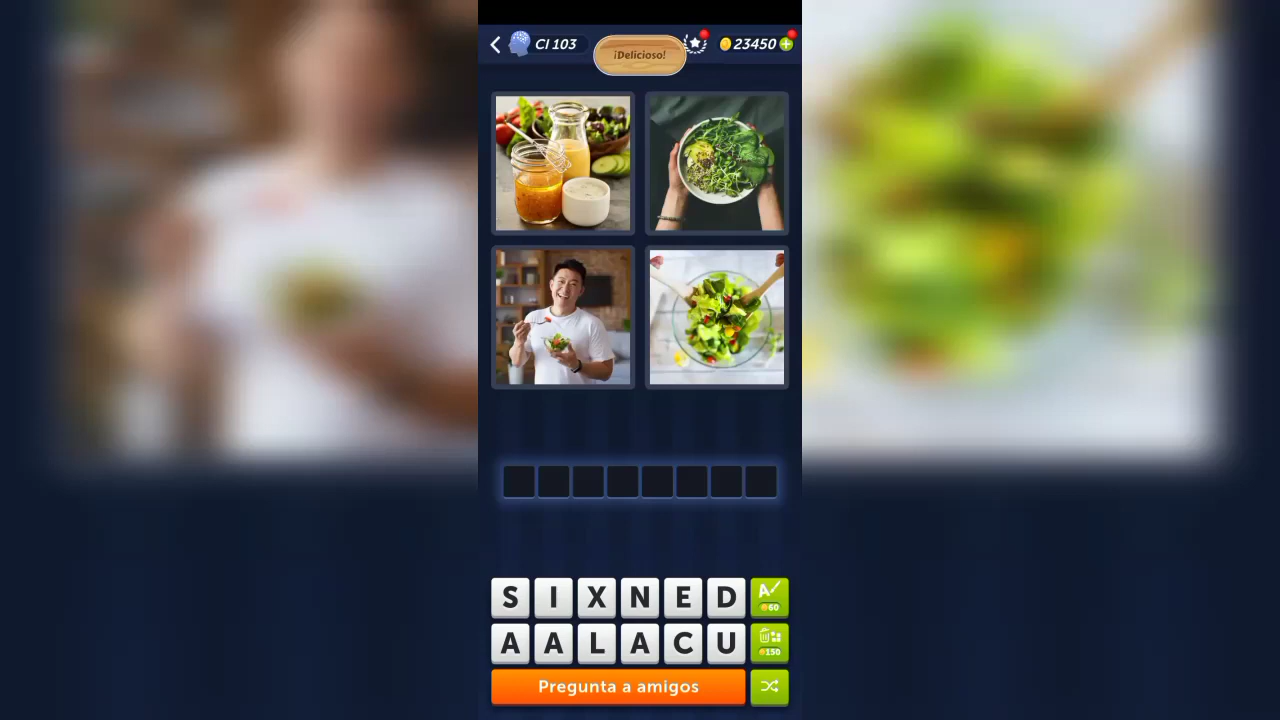 CI 103
¡Delicioso!
23450
S I X N E D
60
A A L A C U
150
Pregunta a amigos